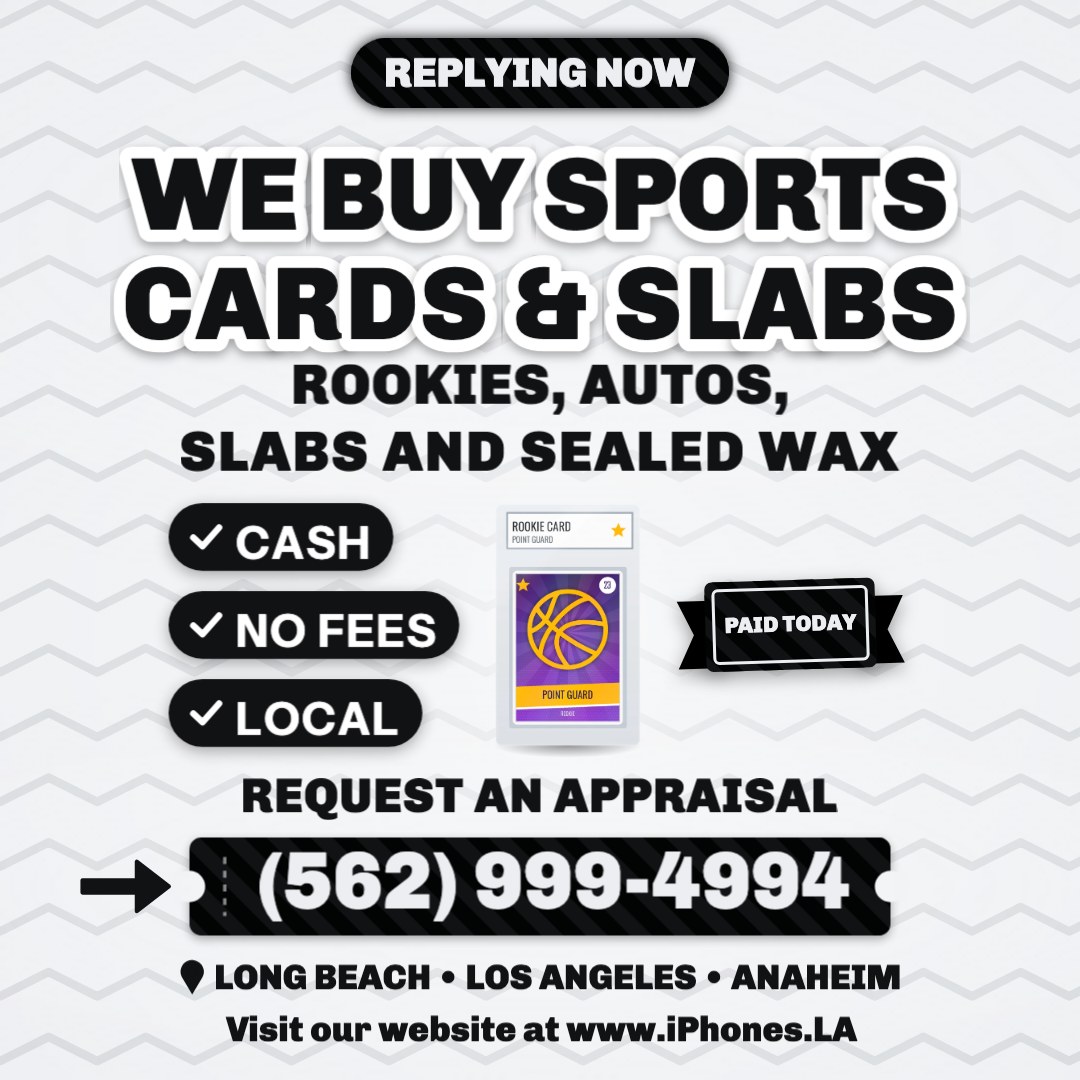 REPLYING NOW
WE BUY SPORTS
CARDS & SLABS
ROOKIES, AUTOS,
SLABS AND SEALED WAX
CASH
NO FEES
LOCAL
ROOKIE CARD
POINT GUARD
23
POINT GUARD
ROOKIE
PAID TODAY
REQUEST AN APPRAISAL
(562) 999-4994
LONG BEACH • LOS ANGELES • ANAHEIM
Visit our website at www.iPhones.LA